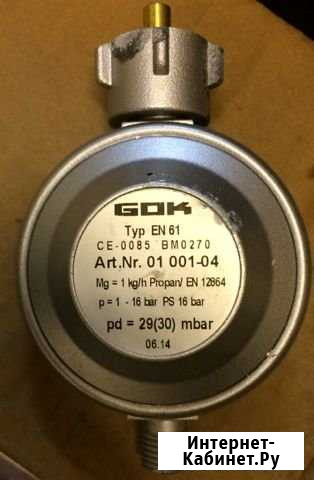 GOK
Typ EN 61
CE-0085 BM0270
Art.Nr. 01 001-04
Mg = 1 kg/h Propan/ EN 12864
p = 1 - 16 bar PS 16 bar
pd = 29(30) mbar
06.14
Интернет-
Кабинет.Ру